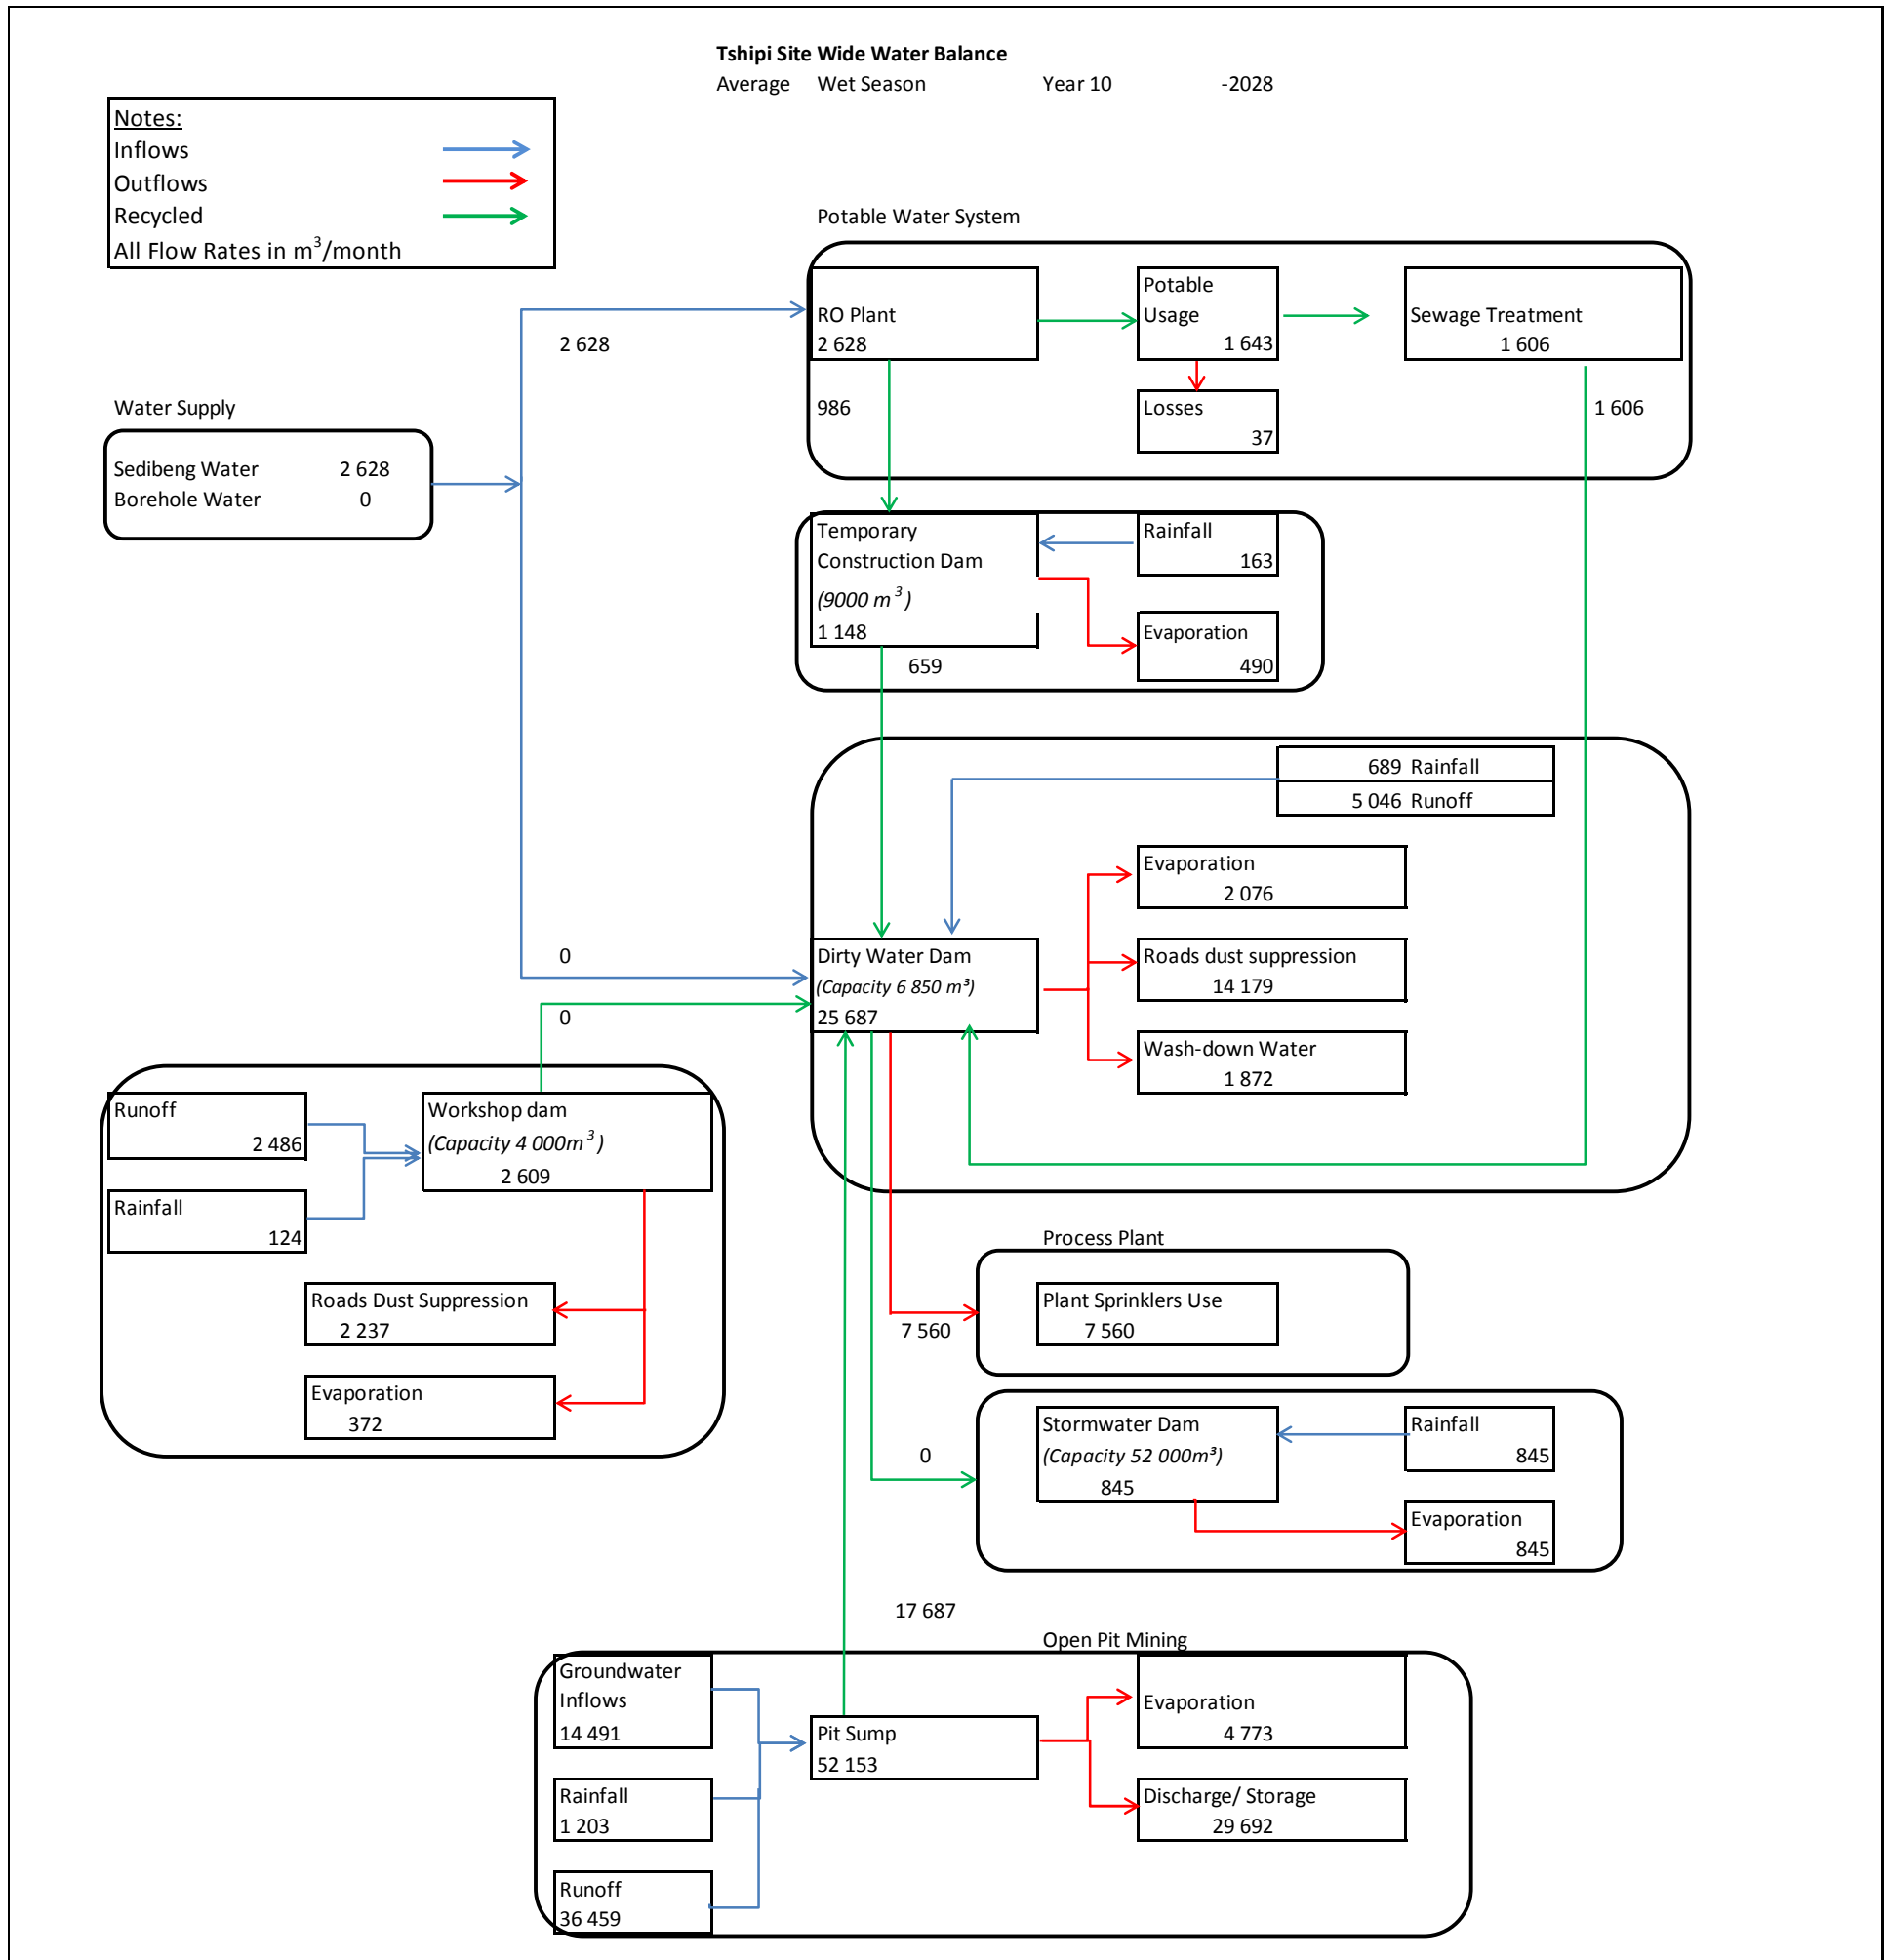 Tshipi Site Wide Water Balance
Average Wet Season Year 10 -2028
Notes:
Inflows
Outflows
Recycled
All Flow Rates in m³/month
Potable Water System
RO Plant
2 628
Potable
Usage
1 643
Sewage Treatment
1 606
2 628
986
Losses
37
1 606
Water Supply
Sedibeng Water 2 628
Borehole Water 0
Temporary
Construction Dam
(9000 m³)
1 148
Rainfall
163
Evaporation
490
659
689 Rainfall
5 046 Runoff
Evaporation
2 076
0
Dirty Water Dam
(Capacity 6 850 m³)
25 687
Roads dust suppression
14 179
0
Wash-down Water
1 872
Runoff
2 486
Workshop dam
(Capacity 4 000m³)
2 609
Rainfall
124
Roads Dust Suppression
2 237
Evaporation
372
Process Plant
Plant Sprinklers Use
7 560
7 560
Stormwater Dam
(Capacity 52 000m³)
845
Rainfall
845
0
Evaporation
845
17 687
Open Pit Mining
Groundwater
Inflows
14 491
Pit Sump
52 153
Evaporation
4 773
Rainfall
1 203
Discharge/ Storage
29 692
Runoff
36 459